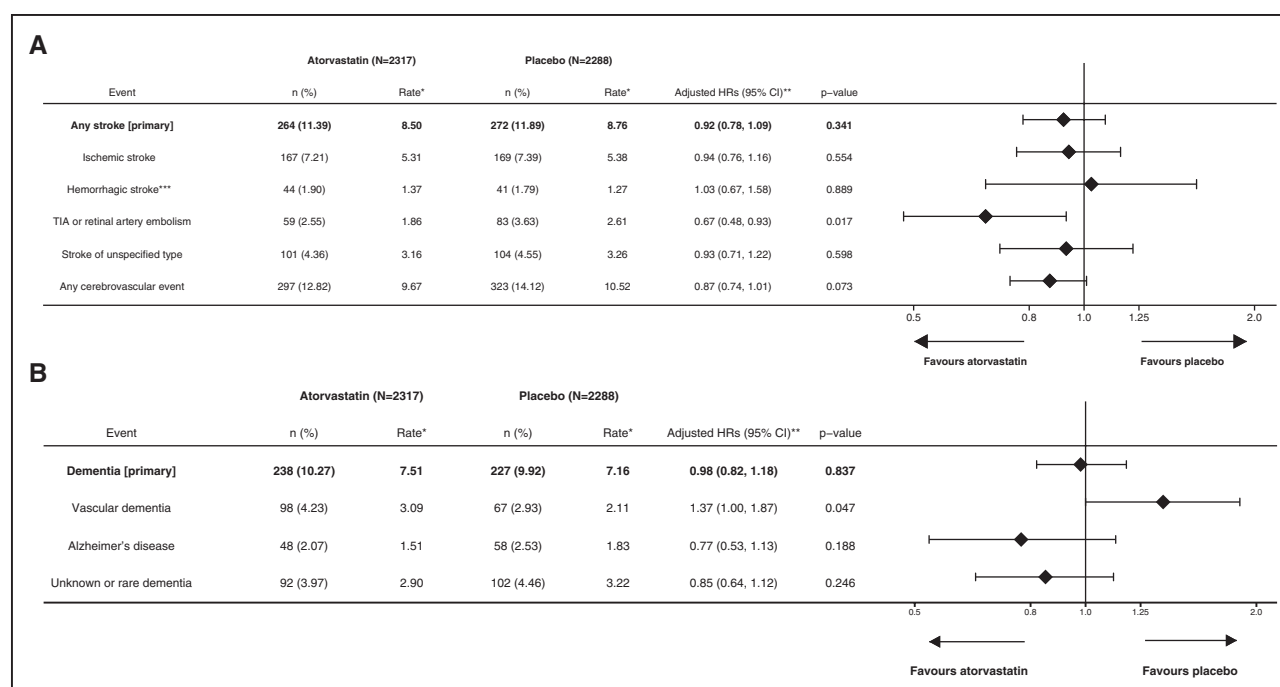 A
Atorvastatin (N=2317) Placebo (N=2288)
Event n (%) Rate* n (%) Rate* Adjusted HRs (95% CI)** p−value
Any stroke [primary] 264 (11.39) 8.50 272 (11.89) 8.76 0.92 (0.78, 1.09) 0.341
Ischemic stroke 167 (7.21) 5.31 169 (7.39) 5.38 0.94 (0.76, 1.16) 0.554
Hemorrhagic stroke*** 44 (1.90) 1.37 41 (1.79) 1.27 1.03 (0.67, 1.58) 0.889
TIA or retinal artery embolism 59 (2.55) 1.86 83 (3.63) 2.61 0.67 (0.48, 0.93) 0.017
Stroke of unspecified type 101 (4.36) 3.16 104 (4.55) 3.26 0.93 (0.71, 1.22) 0.598
Any cerebrovascular event 297 (12.82) 9.67 323 (14.12) 10.52 0.87 (0.74, 1.01) 0.073
0.5 0.8 1.0 1.25 2.0
Favours atorvastatin Favours placebo
B
Atorvastatin (N=2317) Placebo (N=2288)
Event n (%) Rate* n (%) Rate* Adjusted HRs (95% CI)** p−value
Dementia [primary] 238 (10.27) 7.51 227 (9.92) 7.16 0.98 (0.82, 1.18) 0.837
Vascular dementia 98 (4.23) 3.09 67 (2.93) 2.11 1.37 (1.00, 1.87) 0.047
Alzheimer's disease 48 (2.07) 1.51 58 (2.53) 1.83 0.77 (0.53, 1.13) 0.188
Unknown or rare dementia 92 (3.97) 2.90 102 (4.46) 3.22 0.85 (0.64, 1.12) 0.246
0.5 0.8 1.0 1.25 2.0
Favours atorvastatin Favours placebo